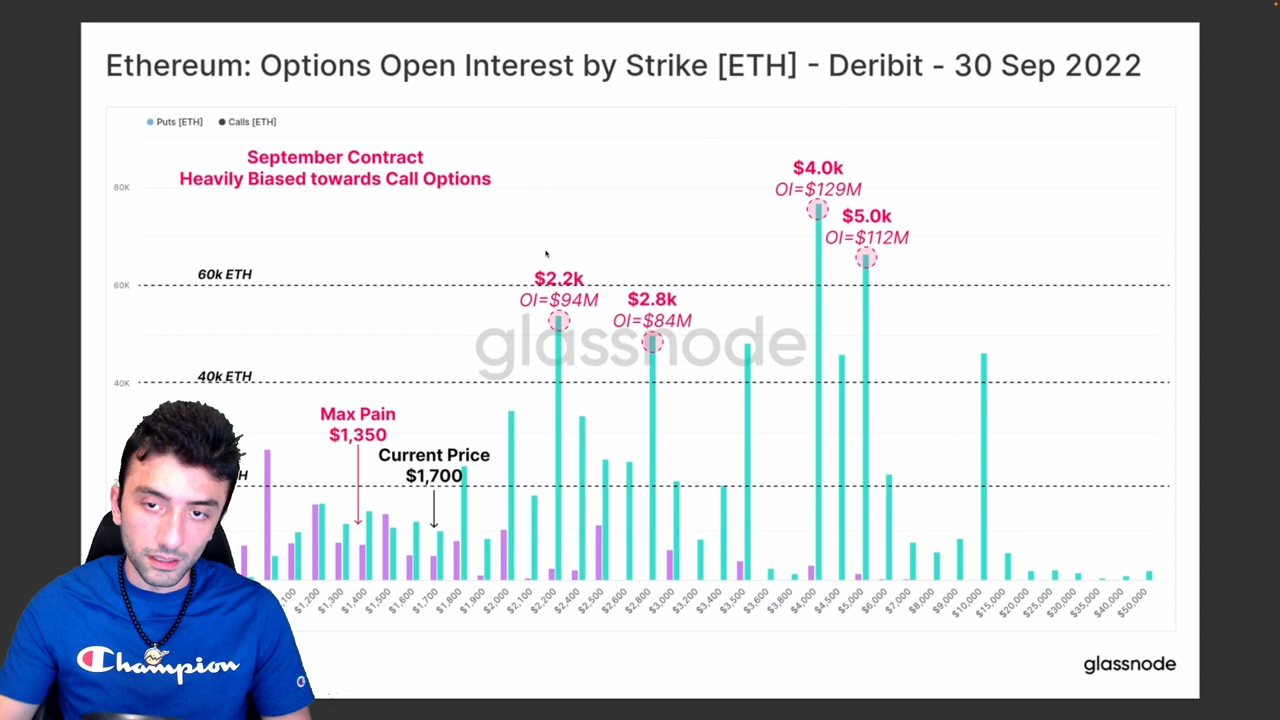 Ethereum: Options Open Interest by Strike [ETH] - Deribit - 30 Sep 2022
Puts [ETH] Calls [ETH]
September Contract
Heavily Biased towards Call Options
$4.0k
OI=$129M
$5.0k
OI=$112M
80K
60k ETH
60K
$2.2k
OI=$94M
$2.8k
OI=$84M
glassnode
40k ETH
40K
Max Pain
$1,350
Current Price
$1,700
H
$1,200 $1,300 $1,400 $1,500 $1,600 $1,700 $1,800 $1,900 $2,000 $2,100 $2,200 $2,400 $2,500 $2,600 $2,800 $3,000 $3,200 $3,400 $3,500 $3,600 $3,800 $4,000 $4,500 $5,000 $6,000 $7,000 $8,000 $9,000 $10,000 $15,000 $20,000 $25,000 $30,000 $35,000 $40,000 $50,000
Champion
glassnode